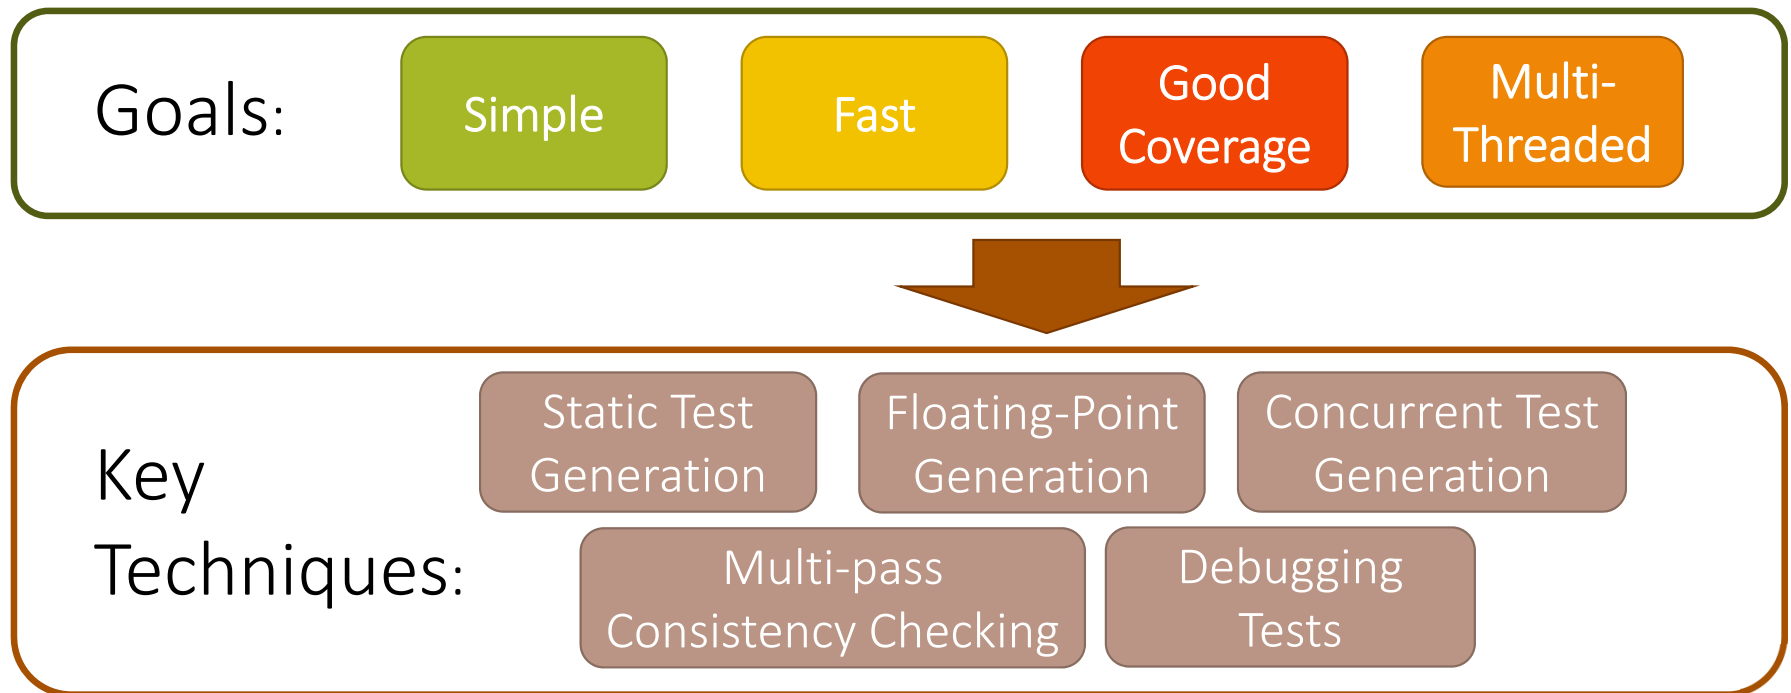 Goals:
Simple
Fast
Good
Coverage
Multi-
Threaded
Key
Techniques:
Static Test
Generation
Floating-Point
Generation
Concurrent Test
Generation
Multi-pass
Consistency Checking
Debugging
Tests